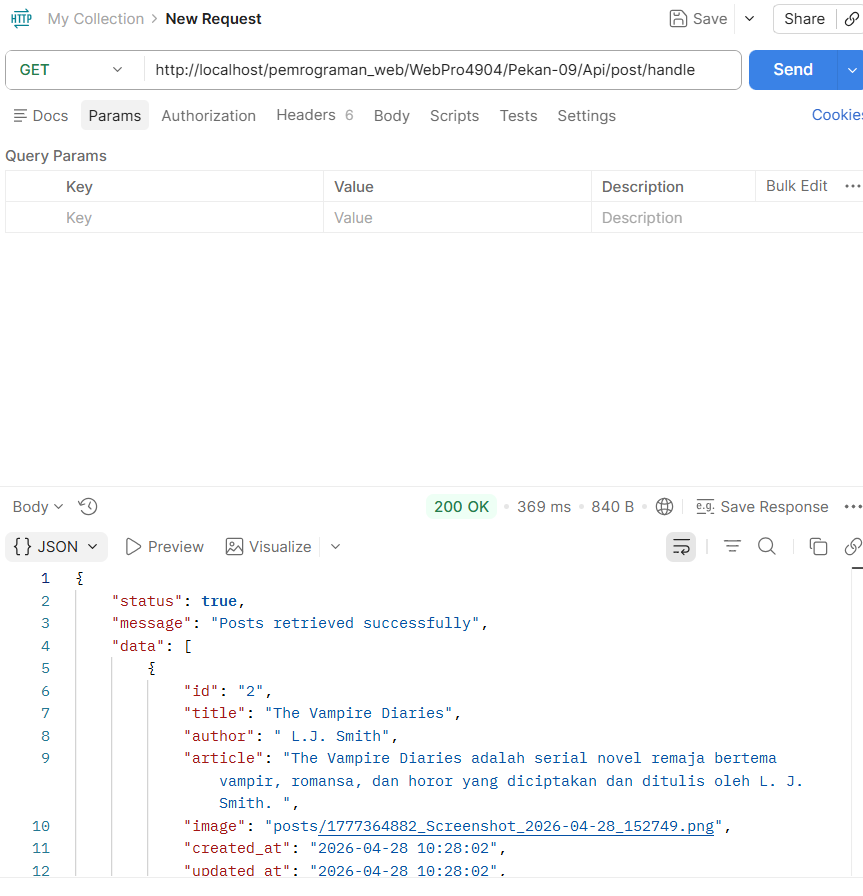 HTTP My Collection > New Request Save Share
GET http://localhost/pemrograman_web/WebPro4904/Pekan-09/Api/post/handle Send
Docs Params Authorization Headers 6 Body Scripts Tests Settings Cookies
Query Params
Key Value Description Bulk Edit ...
Key Value Description
Body 200 OK • 369 ms • 840 B • e.g. Save Response ...
{} JSON Preview Visualize
1 {
2 "status": true,
3 "message": "Posts retrieved successfully",
4 "data": [
5 {
6 "id": "2",
7 "title": "The Vampire Diaries",
8 "author": " L.J. Smith",
9 "article": "The Vampire Diaries adalah serial novel remaja bertema
vampir, romansa, dan horor yang diciptakan dan ditulis oleh L. J.
Smith. ",
10 "image": "posts/1777364882_Screenshot_2026-04-28_152749.png",
11 "created_at": "2026-04-28 10:28:02",
12 "updated_at": "2026-04-28 10:28:02",